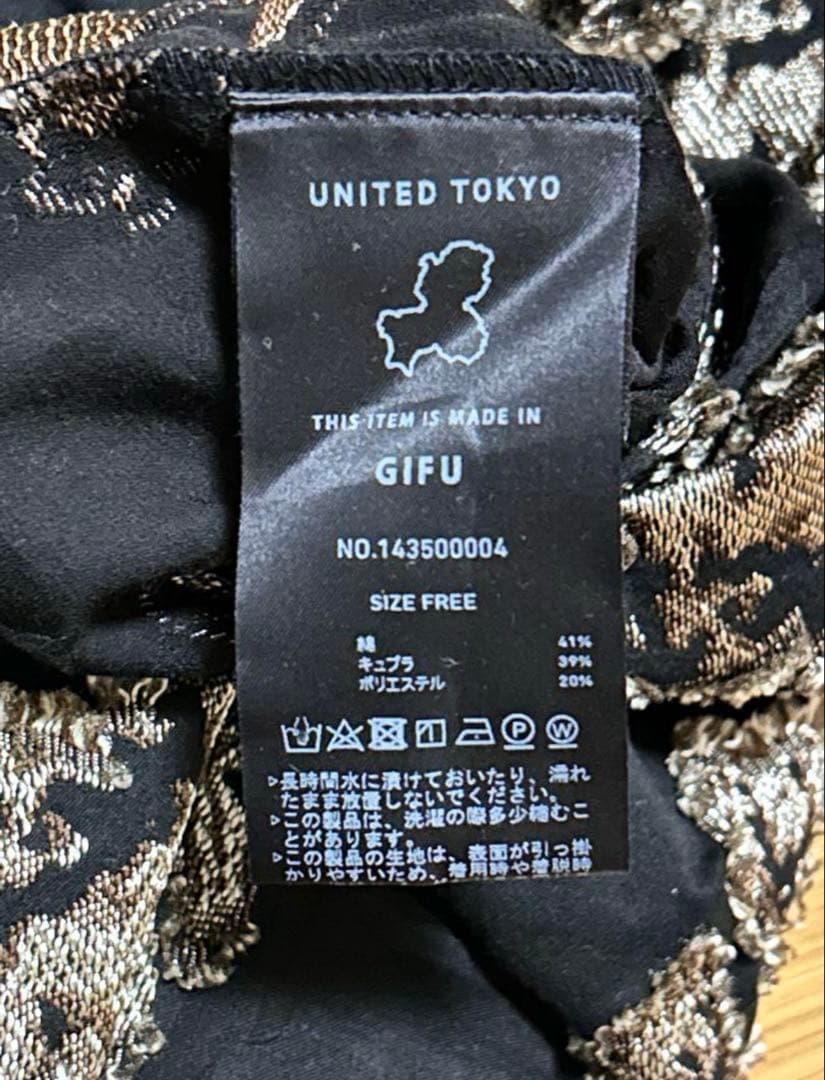 UNITED TOKYO
THIS ITEM IS MADE IN
GIFU
NO.143500004
SIZE FREE
綿 41%
キュプラ 39%
ポリエステル 20%
P W
▷長時間水に漬けておいたり、濡れ
たまま放置しないでください。
▷この製品は、洗濯の際多少縮むこ
とがあります。
▷この製品の生地は、表面が引っ掛
かりやすいため、着用時や着脱時